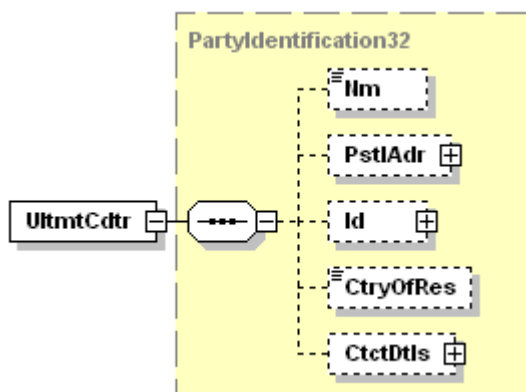 PartyIdentification32
Nm
PstlAdr
UltmtCdtr
Id
CtryOfRes
CtctDtls